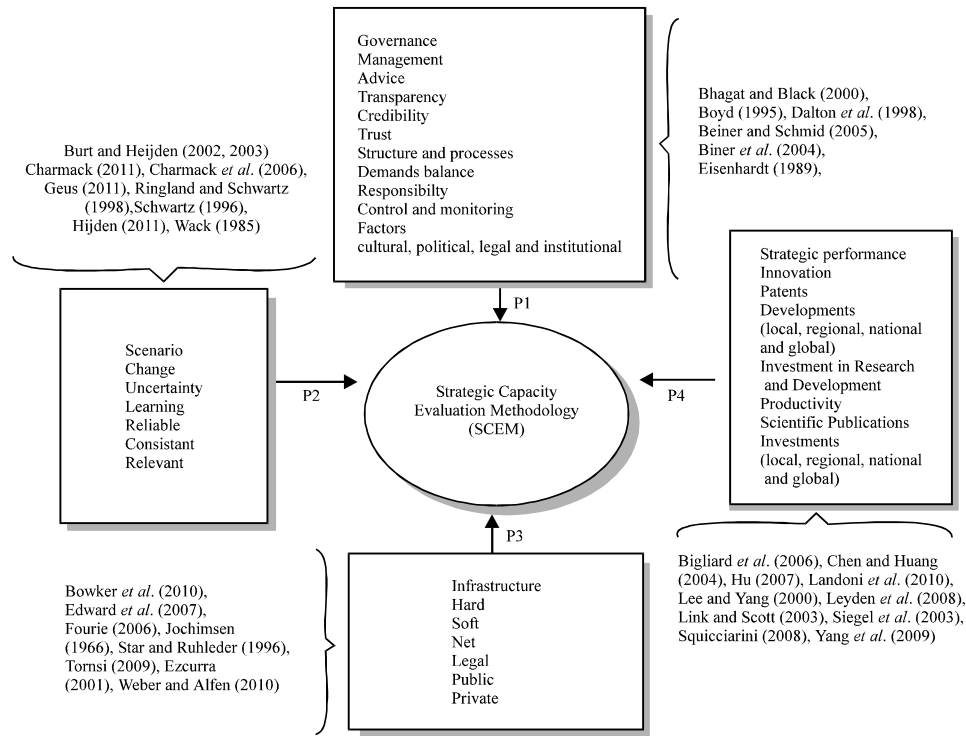 Governance
Management
Advice
Transparency
Credibility
Trust
Structure and processes
Demands balance
Responsibilty
Control and monitoring
Factors
cultural, political, legal and institutional
Bhagat and Black (2000),
Boyd (1995), Dalton et al. (1998),
Beiner and Schmid (2005),
Biner et al. (2004),
Eisenhardt (1989),
Burt and Heijden (2002, 2003)
Charmack (2011), Charmack et al. (2006),
Geus (2011), Ringland and Schwartz
(1998),Schwartz (1996),
Hijden (2011), Wack (1985)
Scenario
Change
Uncertainty
Learning
Reliable
Consistant
Relevant
P1
P2
Strategic Capacity
Evaluation Methodology
(SCEM)
P4
P3
Strategic performance
Innovation
Patents
Developments
(local, regional, national
and global)
Investment in Research
and Development
Productivity
Scientific Publications
Investments
(local, regional, national
and global)
Bowker et al. (2010),
Edward et al. (2007),
Fourie (2006), Jochimsen
(1966), Star and Ruhleder (1996),
Tornsi (2009), Ezcurra
(2001), Weber and Alfen (2010)
Infrastructure
Hard
Soft
Net
Legal
Public
Private
Bigliard et al. (2006), Chen and Huang
(2004), Hu (2007), Landoni et al. (2010),
Lee and Yang (2000), Leyden et al. (2008),
Link and Scott (2003), Siegel et al. (2003),
Squicciarini (2008), Yang et al. (2009)